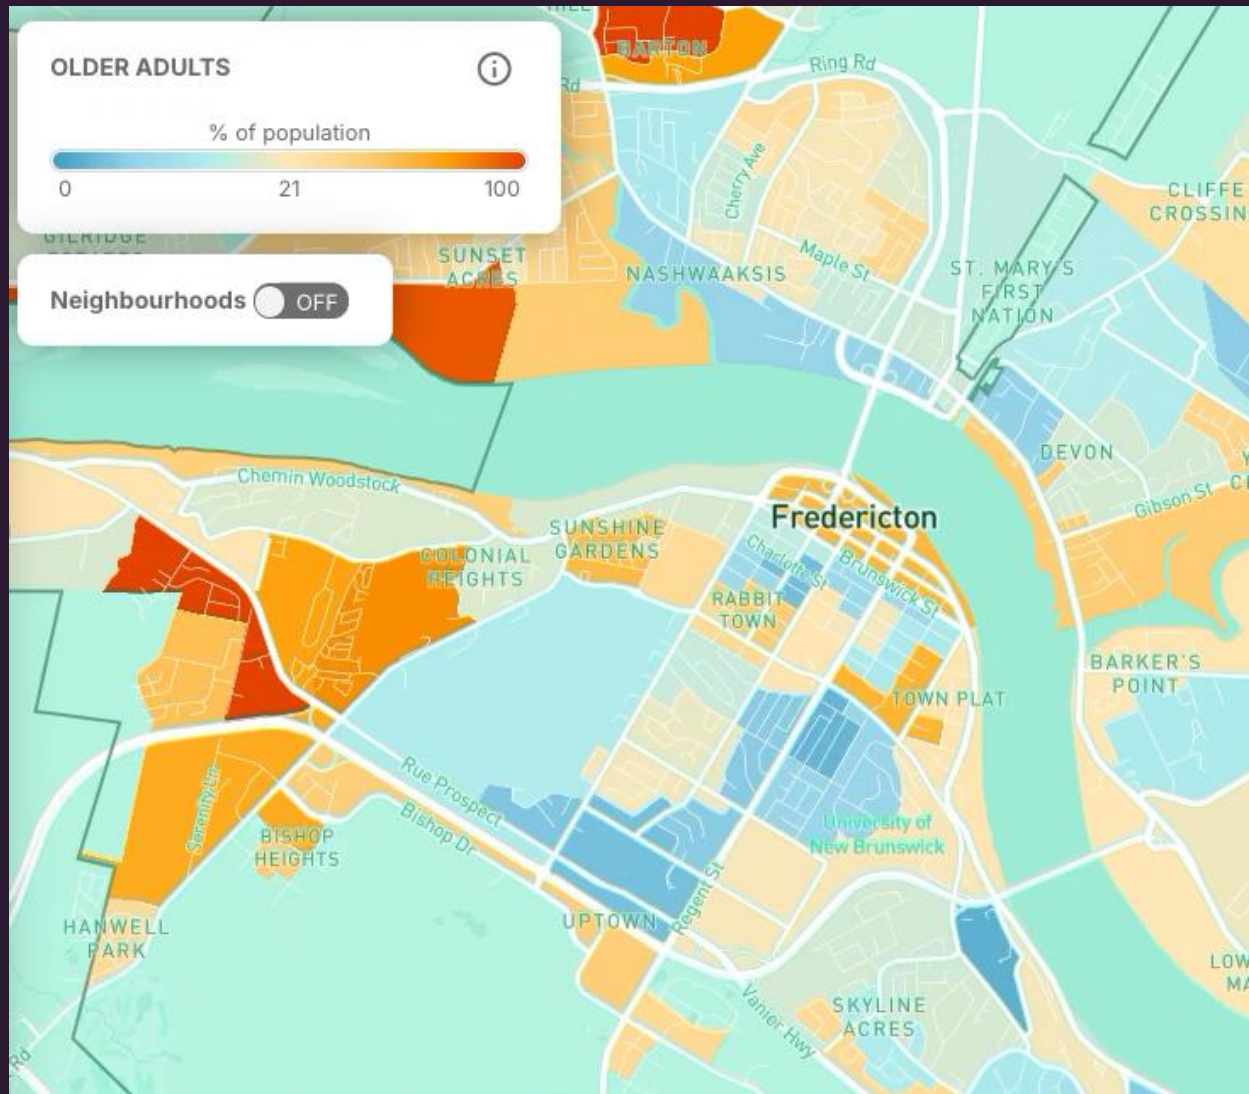 OLDER ADULTS
% of population
0 21 100
Neighbourhoods OFF
HILL
BARTON
Ring Rd
Rd
Cherry Ave
CLIFFE
CROSSIN
GILRIDGE
ESTATES
SUNSET
ACRES
NASHWAAKSIS
Maple St
ST. MARY'S
FIRST
NATION
DEVON
Chemin Woodstock
Gibson St
Fredericton
SUNSHINE
GARDENS
COLONIAL
HEIGHTS
Charlotte St
Brunswick St
RABBIT
TOWN
BARKER'S
POINT
TOWN PLAT
Rue Prospect
Bishop Dr
Serenity Ln
BISHOP
HEIGHTS
University of
New Brunswick
Regent St
UPTOWN
HANWELL
PARK
LOW
MA
SKYLINE
ACRES
Vanier Hwy
Rd